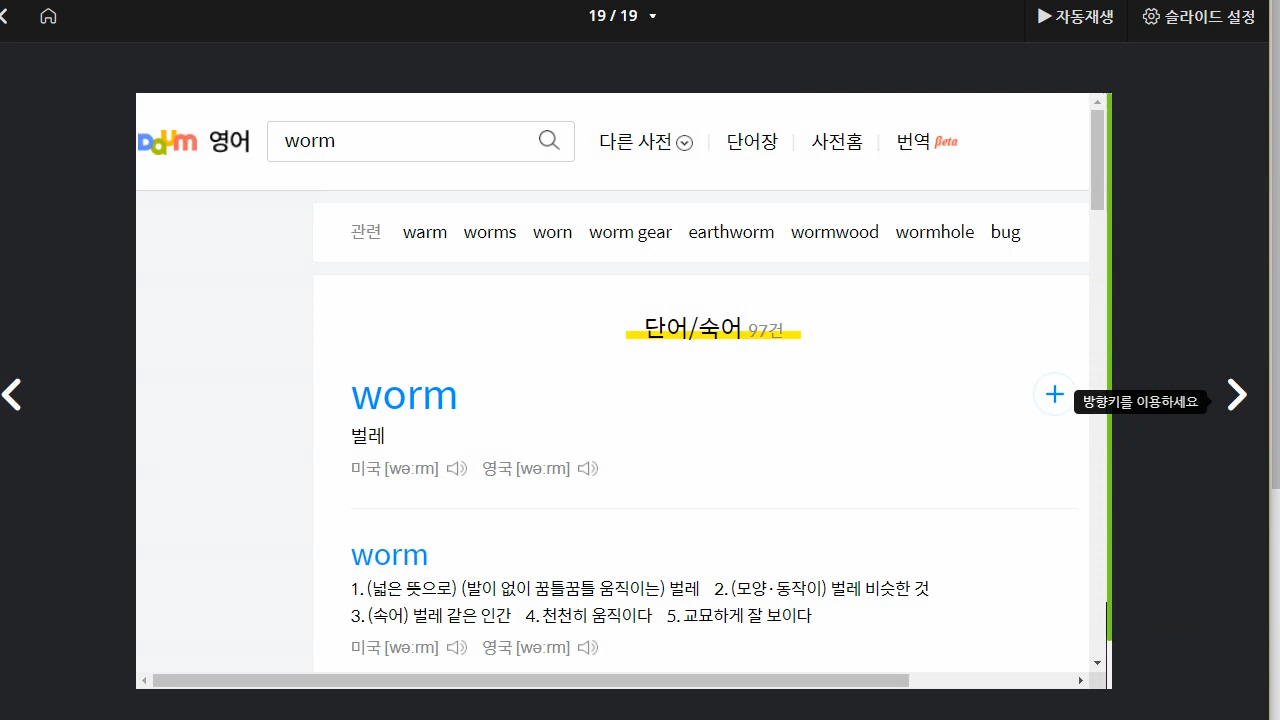 19 / 19
자동재생
슬라이드 설정
Daum 영어
worm
다른 사전
단어장
사전홈
번역 βeta
관련 warm worms worn worm gear earthworm wormwood wormhole bug
단어/숙어 97건
worm
방향키를 이용하세요
벌레
미국 [wəːrm] 영국 [wəːrm]
worm
1. (넓은 뜻으로) (발이 없이 꿈틀꿈틀 움직이는) 벌레 2. (모양·동작이) 벌레 비슷한 것
3. (속어) 벌레 같은 인간 4. 천천히 움직이다 5. 교묘하게 잘 보이다
미국 [wəːrm] 영국 [wəːrm]